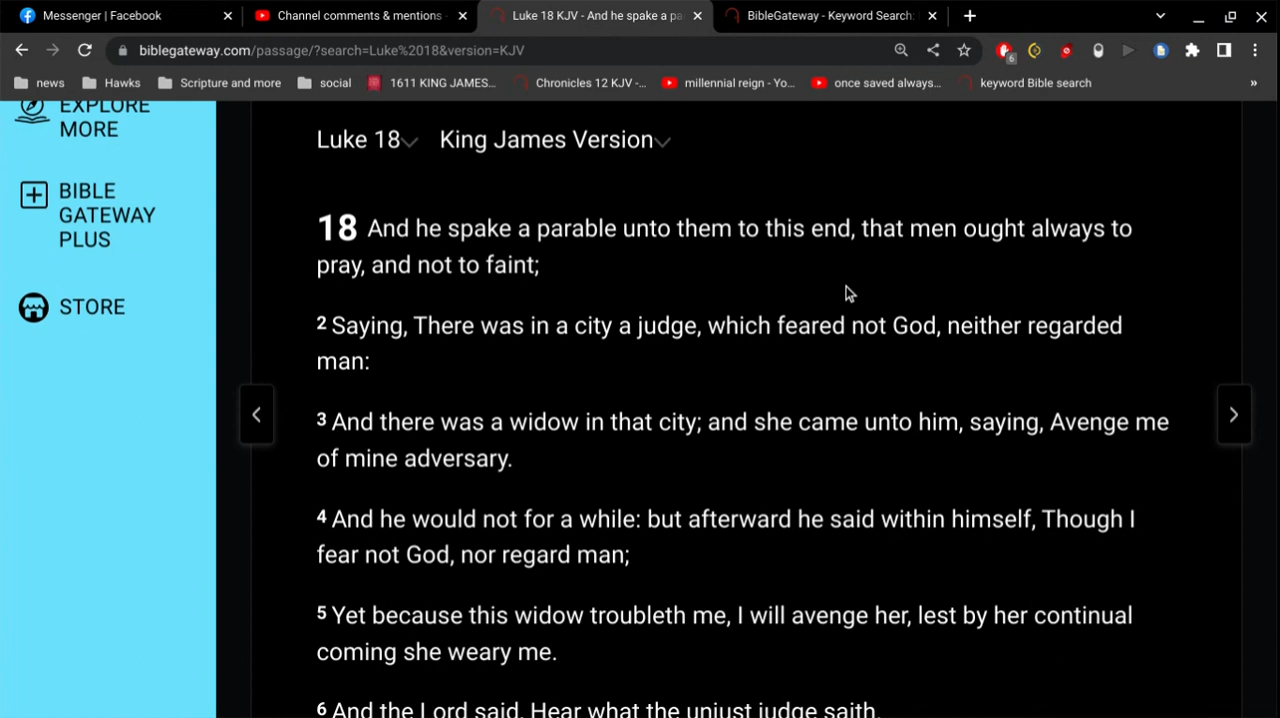 Messenger | Facebook
Channel comments & mentions -
Luke 18 KJV - And he spake a pa
BibleGateway - Keyword Search:
biblegateway.com/passage/?search=Luke%2018&version=KJV
6
news
Hawks
Scripture and more
social
1611 KING JAMES...
Chronicles 12 KJV -...
millennial reign - Yo...
once saved always...
keyword Bible search
»
EXPLORE
MORE
BIBLE
GATEWAY
PLUS
STORE
Luke 18 King James Version
18 And he spake a parable unto them to this end, that men ought always to
pray, and not to faint;
2 Saying, There was in a city a judge, which feared not God, neither regarded
man:
3 And there was a widow in that city; and she came unto him, saying, Avenge me
of mine adversary.
4 And he would not for a while: but afterward he said within himself, Though I
fear not God, nor regard man;
5 Yet because this widow troubleth me, I will avenge her, lest by her continual
coming she weary me.
6 And the Lord said, Hear what the unjust judge saith.